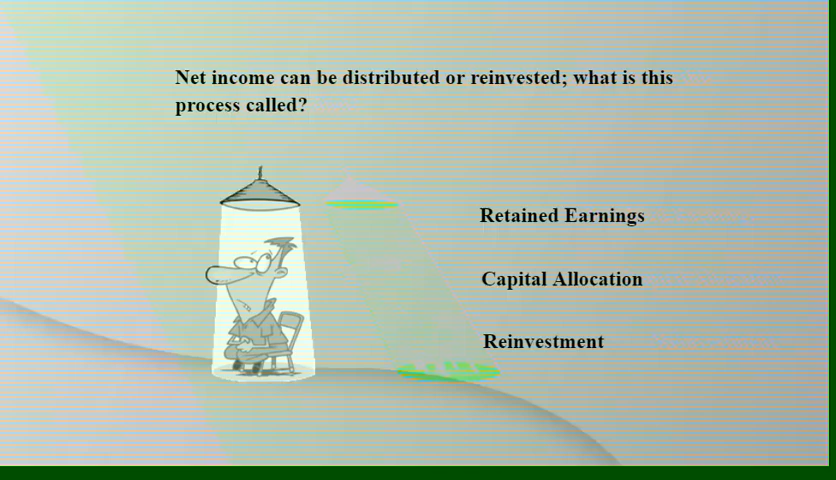 Net income can be distributed or reinvested; what is this
process called?
Retained Earnings
Capital Allocation
Reinvestment